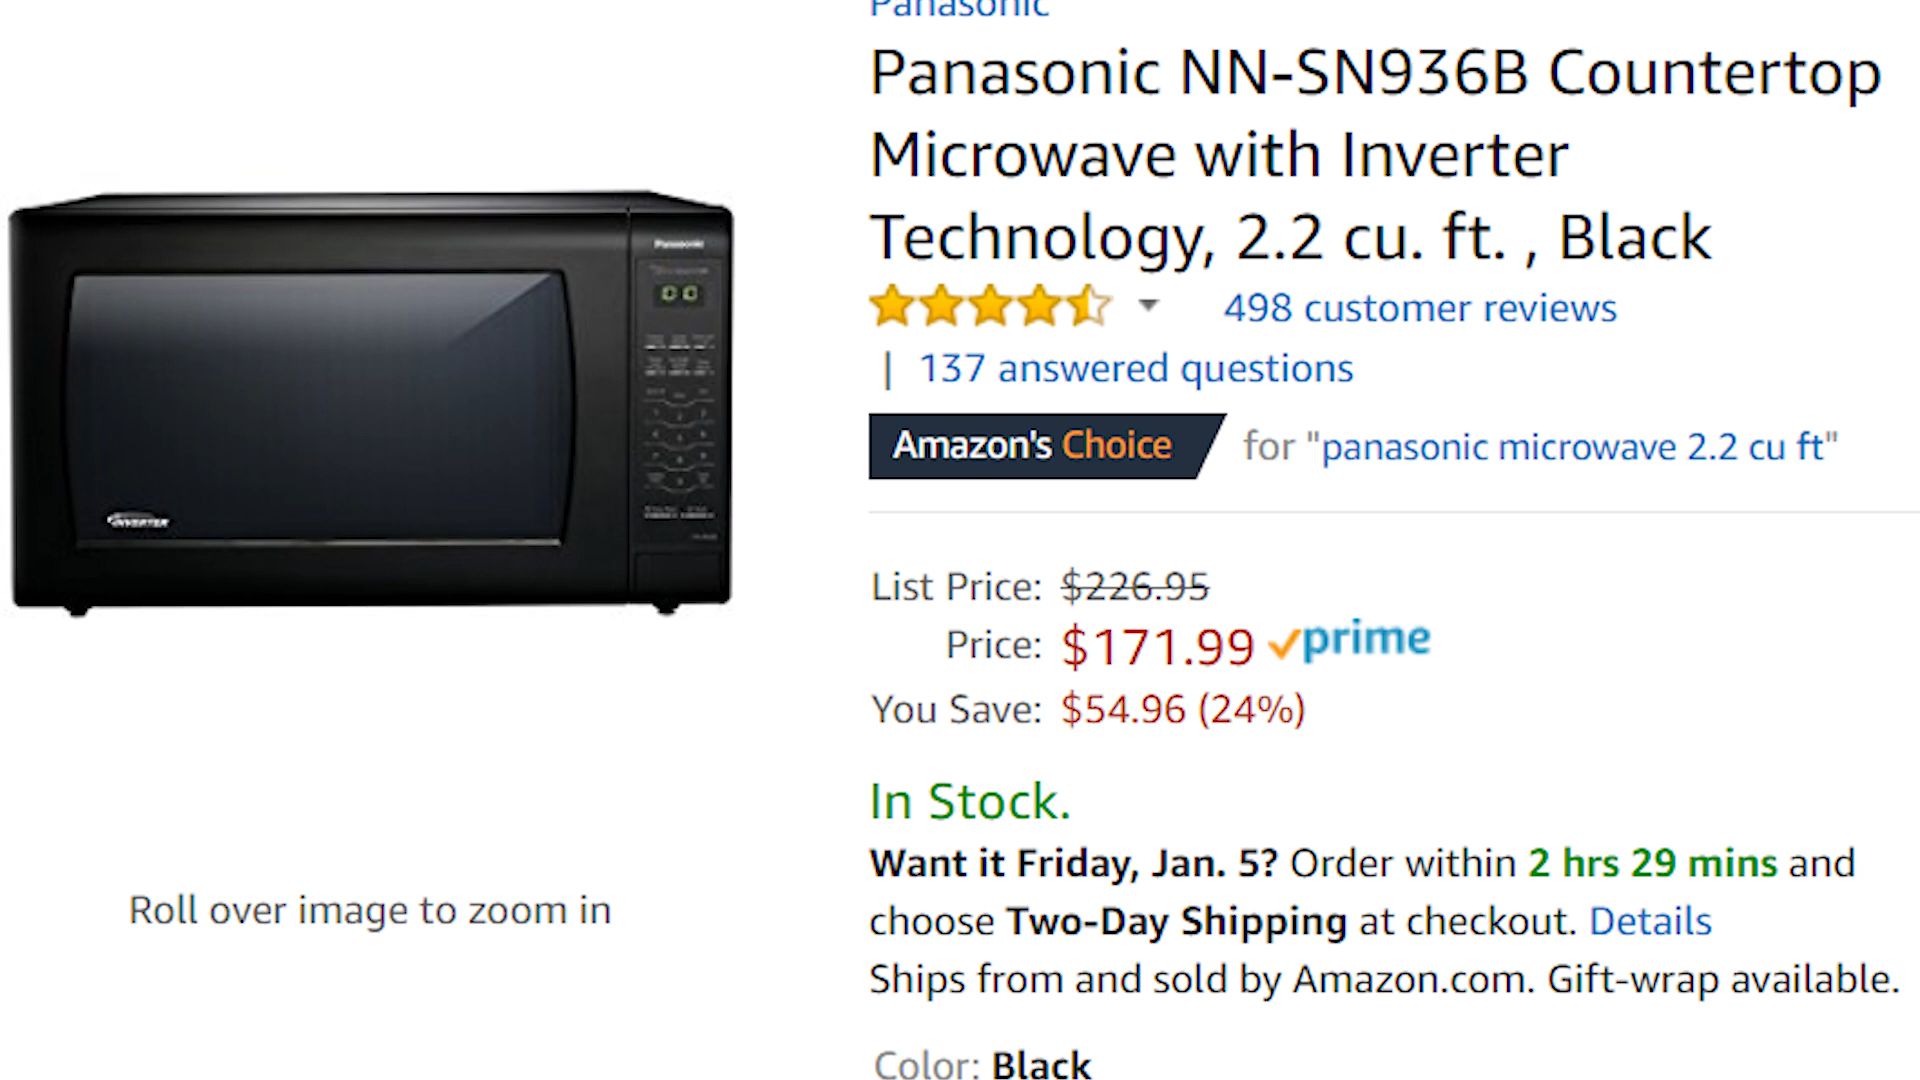 Panasonic
Panasonic NN-SN936B Countertop
Microwave with Inverter
Technology, 2.2 cu. ft. , Black
498 customer reviews
| 137 answered questions
Amazon's Choice for "panasonic microwave 2.2 cu ft"
List Price: $226.95
Price: $171.99 prime
You Save: $54.96 (24%)
In Stock.
Want it Friday, Jan. 5? Order within 2 hrs 29 mins and
choose Two-Day Shipping at checkout. Details
Ships from and sold by Amazon.com. Gift-wrap available.
Color: Black
Panasonic
INVERTER
Roll over image to zoom in